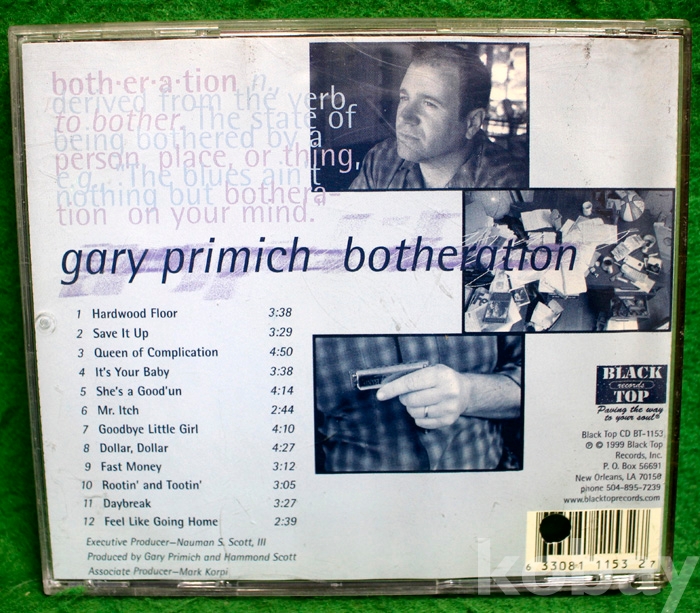 both·er·a·tion n.,
derived from the verb
to bother. The state of
being bothered by a
person, place, or thing,
e.g., "The blues ain't
nothing but bothera-
tion on your mind."
gary primich botheration
1 Hardwood Floor 3:38
2 Save It Up 3:29
3 Queen of Complication 4:50
4 It's Your Baby 3:38
5 She's a Good'un 4:14
6 Mr. Itch 2:44
7 Goodbye Little Girl 4:10
8 Dollar, Dollar 4:27
9 Fast Money 3:12
10 Rootin' and Tootin' 3:05
11 Daybreak 3:27
12 Feel Like Going Home 2:39
Executive Producer—Nauman S. Scott, III
Produced by Gary Primich and Hammond Scott
Associate Producer—Mark Korpi
BLACK
records
TOP
Paving the way
to your soul®
Black Top CD BT-1153
℗ © 1999 Black Top
Records, Inc.
P. O. Box 56691
New Orleans, LA 70158
phone 504-895-7239
www.blacktoprecords.com
6 33081 1153 2 7
kebuy